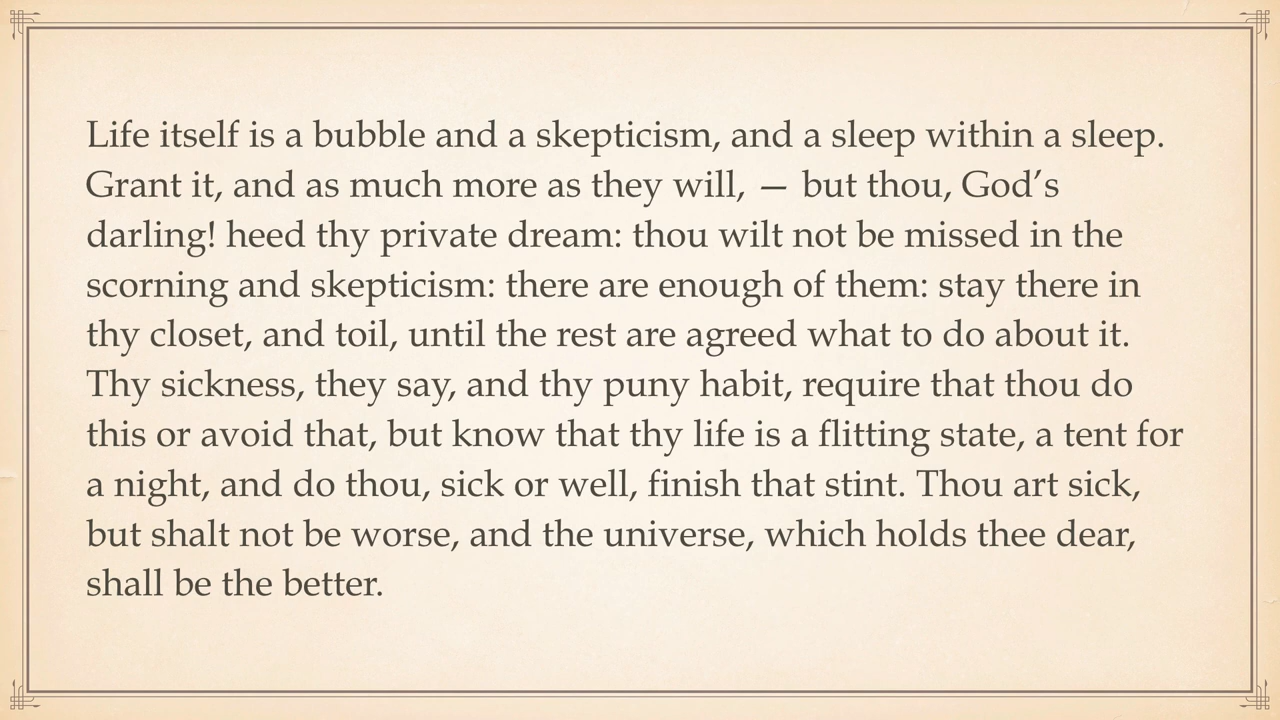 Life itself is a bubble and a skepticism, and a sleep within a sleep.
Grant it, and as much more as they will, — but thou, God’s
darling! heed thy private dream: thou wilt not be missed in the
scorning and skepticism: there are enough of them: stay there in
thy closet, and toil, until the rest are agreed what to do about it.
Thy sickness, they say, and thy puny habit, require that thou do
this or avoid that, but know that thy life is a flitting state, a tent for
a night, and do thou, sick or well, finish that stint. Thou art sick,
but shalt not be worse, and the universe, which holds thee dear,
shall be the better.